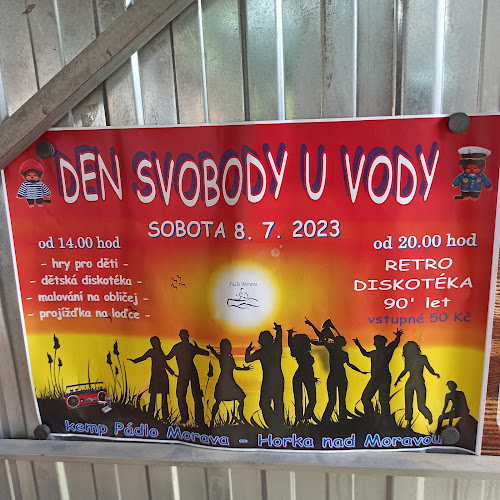 DEN SVOBODY U VODY
SOBOTA 8. 7. 2023
od 14.00 hod
- hry pro děti -
- dětská diskotéka -
- malování na obličej -
- projížďka na loďce -
Pádlo Morava
od 20.00 hod
RETRO
DISKOTÉKA
90' let
vstupné 50 Kč
kemp Pádlo Morava - Horka nad Moravou